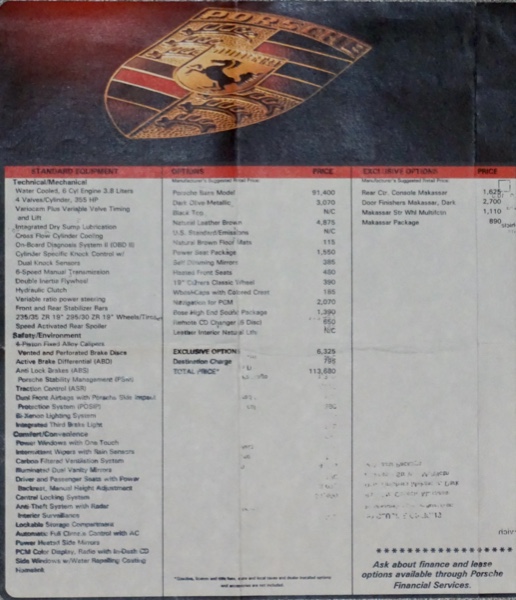 PORSCHE
STANDARD EQUIPMENT
Technical/Mechanical
Water Cooled, 6 Cyl Engine 3.8 Liters
4 Valves/Cylinder, 355 HP
Variocam Plus Variable Valve Timing
and Lift
Integrated Dry Sump Lubrication
Cross Flow Cylinder Cooling
On-Board Diagnosis System II (OBD II)
Cylinder Specific Knock Control w/
Dual Knock Sensors
6-Speed Manual Transmission
Double Inertia Flywheel
Hydraulic Clutch
Variable ratio power steering
Front and Rear Stabilizer Bars
235/35 ZR 19" 295/30 ZR 19" Wheels/Tires
Speed Activated Rear Spoiler
Safety/Environment
4-Piston Fixed Alloy Calipers
Vented and Perforated Brake Discs
Active Brake Differential (ABD)
Anti Lock Brakes (ABS)
Porsche Stability Management (PSM)
Traction Control (ASR)
Dual Front Airbags with Porsche Side Impact
Protection System (POSIP)
Bi-Xenon Lighting System
Integrated Third Brake Light
Comfort/Convenience
Power Windows with One Touch
Intermittent Wipers with Rain Sensors
Carbon Filtered Ventilation System
Illuminated Dual Vanity Mirrors
Driver and Passenger Seats with Power
Backrest, Manual Height Adjustment
Central Locking System
Anti-Theft System with Radar
Interior Surveillance
Lockable Storage Compartment
Automatic Full Climate Control with AC
Power Heated Side Mirrors
PCM Color Display, Radio with In-Dash CD
Side Windows w/Water Repelling Coating
OPTIONS PRICE
Manufacturer's Suggested Retail Price:
Porsche Base Model 91,400
Dark Olive Metallic 3,070
Black Top N/C
Natural Leather Brown
U.S. Standard/Emissions N/C
Natural Brown Floor Mats 115
Power Seat Package 1,550
Self Dimming Mirrors 385
Heated Front Seats 480
19" Carrera Classic Wheel 390
Wheel Caps with Colored Crest 195
Navigation for PCM 2,070
Bose High End Sound Package 1,390
Remote CD Changer (6 Disc) 650
Leather Interior Natural N/C
EXCLUSIVE OPTIONS 6,325
Destination Charge 795
TOTAL PRICE*
EXCLUSIVE OPTIONS PRICE
Manufacturer's Suggested Retail Price:
Rear Ctr. Console Makassar 1,625
Door Finishers Makassar, Dark 2,700
Makassar Str Whl Multifcn 1,110
Makassar Package 890
Ask about finance and lease
options available through Porsche
Financial Services.